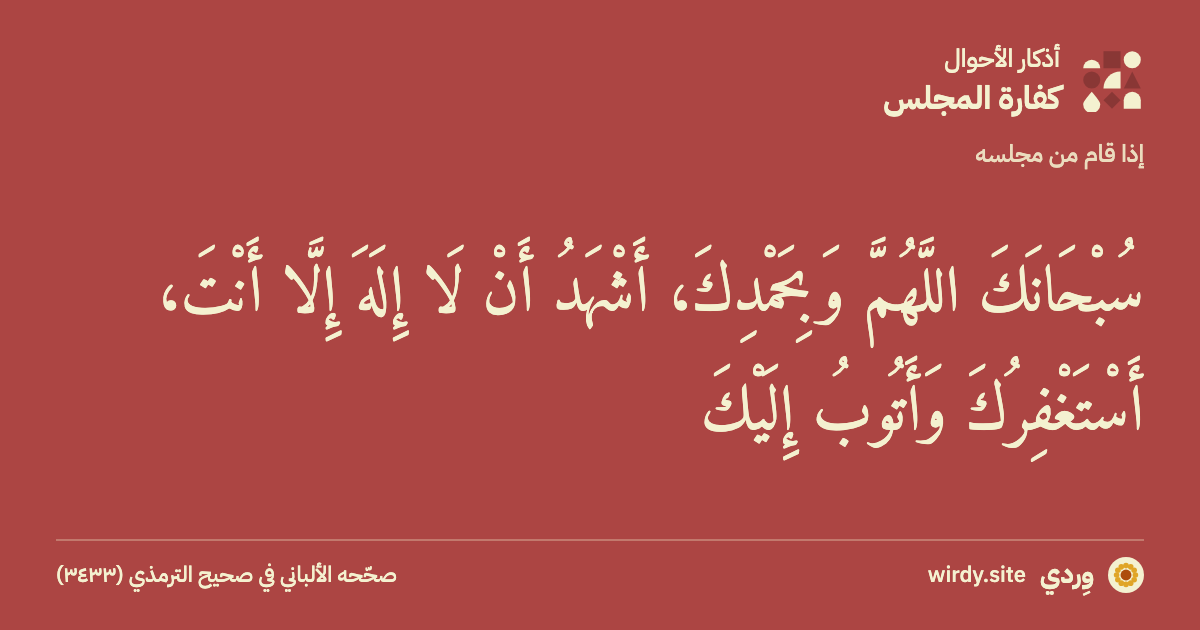 أذكار الأحوال
كفارة المجلس
إذا قام من مجلسه
سُبْحَانَكَ اللَّهُمَّ وَبِحَمْدِكَ، أَشْهَدُ أَنْ لَا إِلَهَ إِلَّا أَنْتَ،
أَسْتَغْفِرُكَ وَأَتُوبُ إِلَيْكَ
وِردي wirdy.site
صحّحه الألباني في صحيح الترمذي (٣٤٣٣)